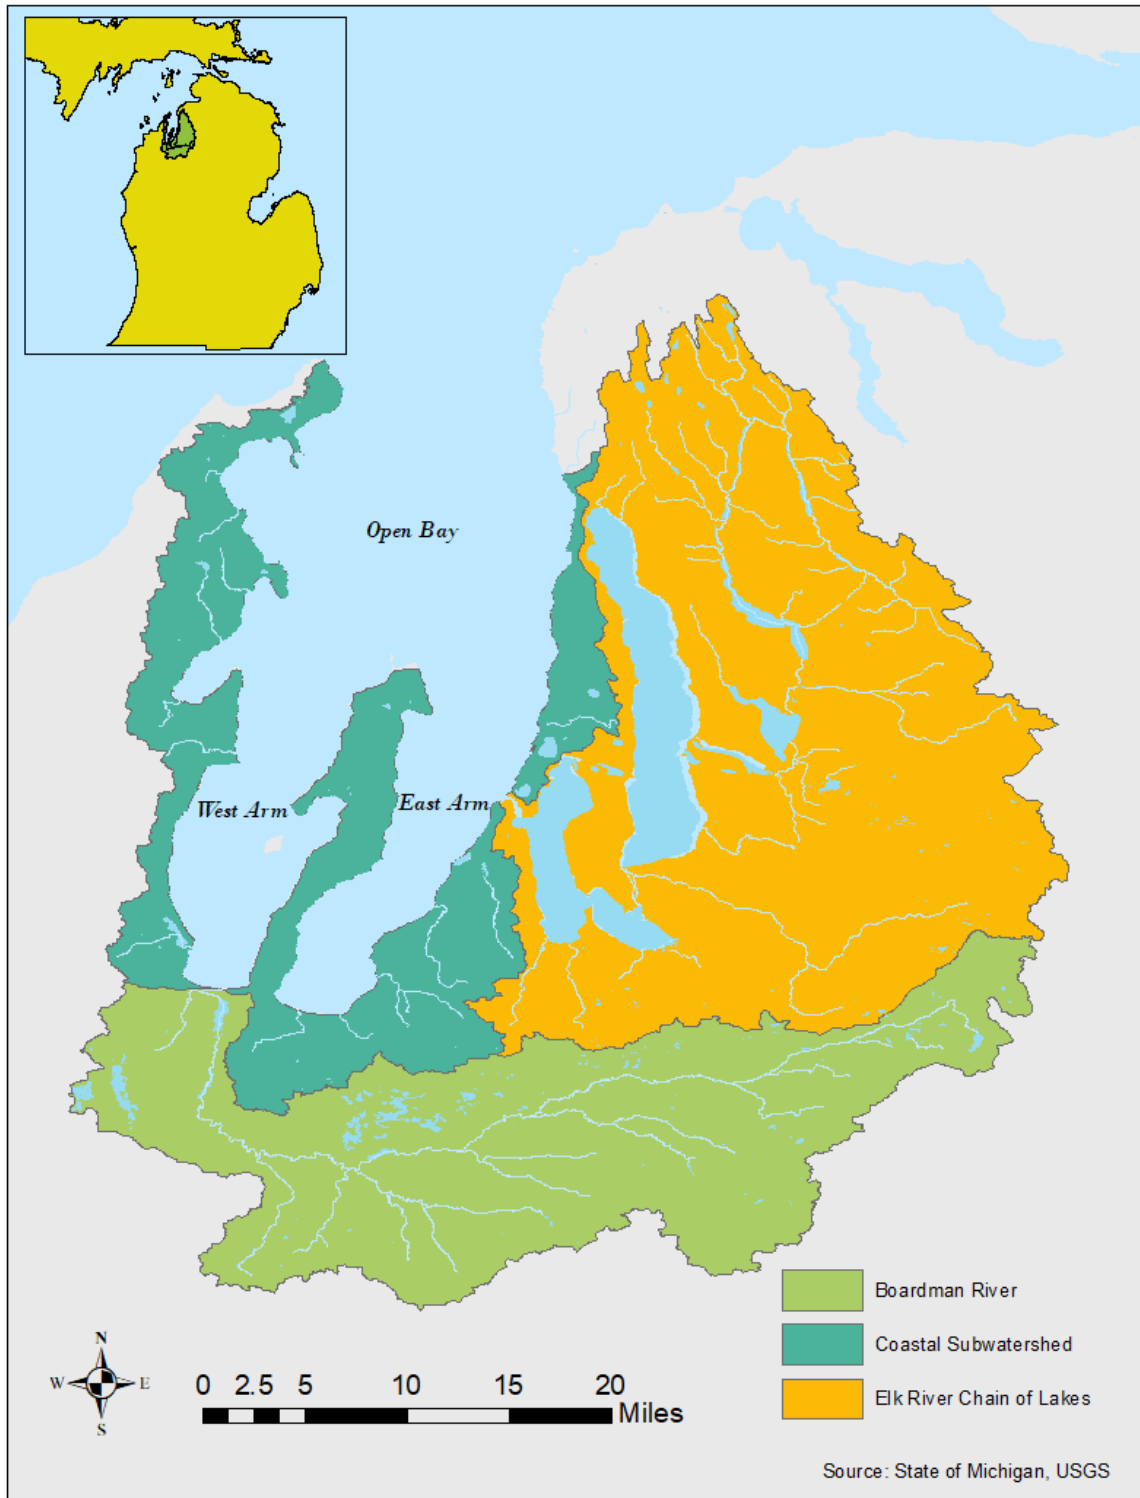 Open Bay
West Arm
East Arm
Boardman River
Coastal Subwatershed
Elk River Chain of Lakes
N
W E
S
0 2.5 5 10 15 20
Miles
Source: State of Michigan, USGS